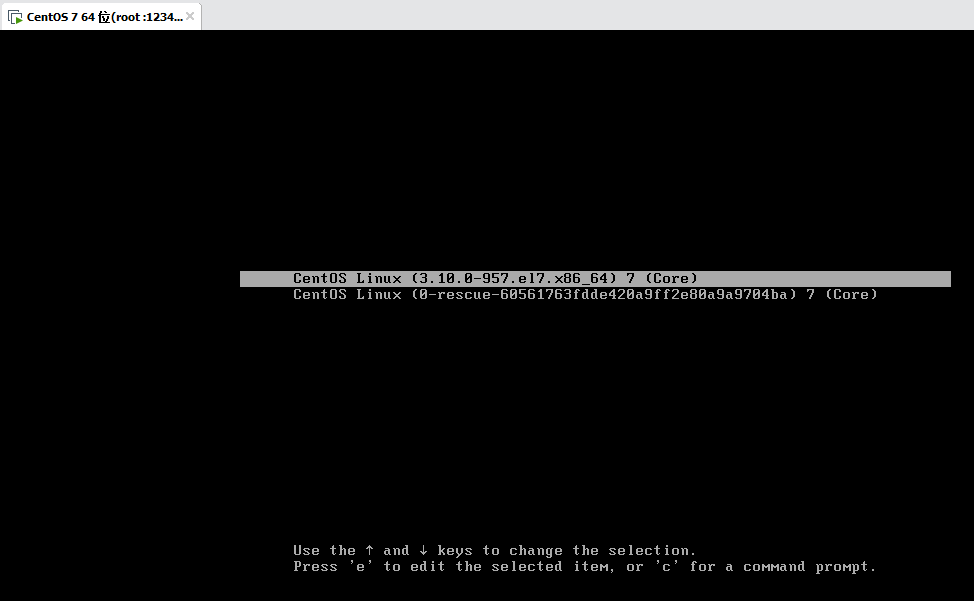 CentOS 7 64 位(root :1234...
CentOS Linux (3.10.0-957.el7.x86_64) 7 (Core)
CentOS Linux (0-rescue-60561763fdde420a9ff2e80a9a9704ba) 7 (Core)
Use the ↑ and ↓ keys to change the selection.
Press 'e' to edit the selected item, or 'c' for a command prompt.